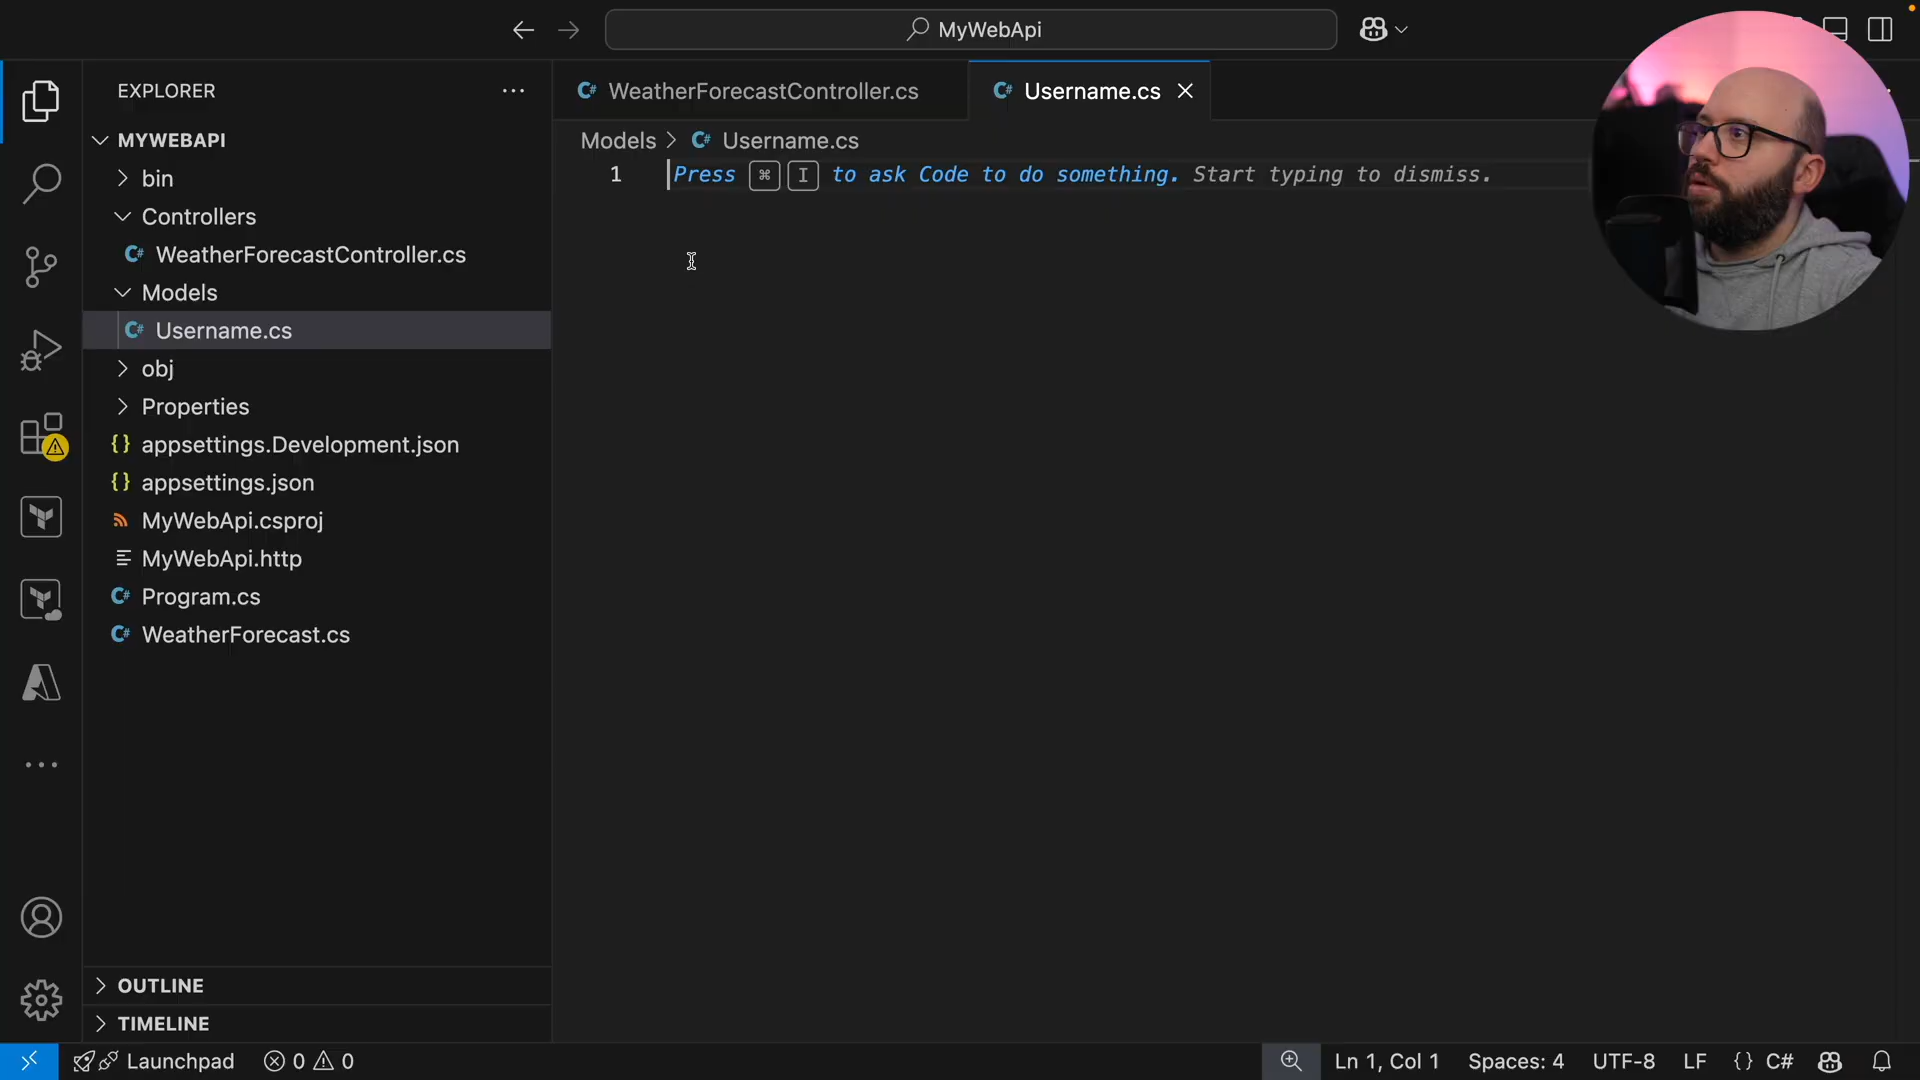 MyWebApi
EXPLORER
MYWEBAPI
bin
Controllers
WeatherForecastController.cs
Models
Username.cs
obj
Properties
appsettings.Development.json
appsettings.json
MyWebApi.csproj
MyWebApi.http
Program.cs
WeatherForecast.cs
OUTLINE
TIMELINE
WeatherForecastController.cs
Username.cs
Models > Username.cs
1 Press ⌘ I to ask Code to do something. Start typing to dismiss.
Launchpad 0 0
Ln 1, Col 1 Spaces: 4 UTF-8 LF {} C#